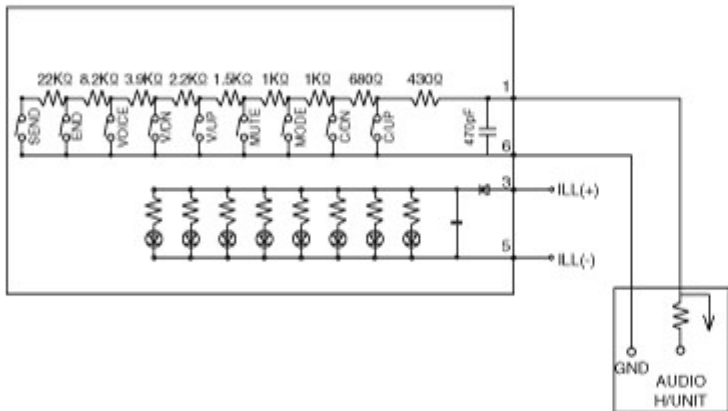 22KΩ 8.2KΩ 3.9KΩ 2.2KΩ 1.5KΩ 1KΩ 1KΩ 680Ω 430Ω
1
SEND
END
VOICE
V/DN
V/UP
MUTE
MODE
C/DN
C/UP
470pF
6
3
ILL(+)
5
ILL(-)
GND
AUDIO
H/UNIT